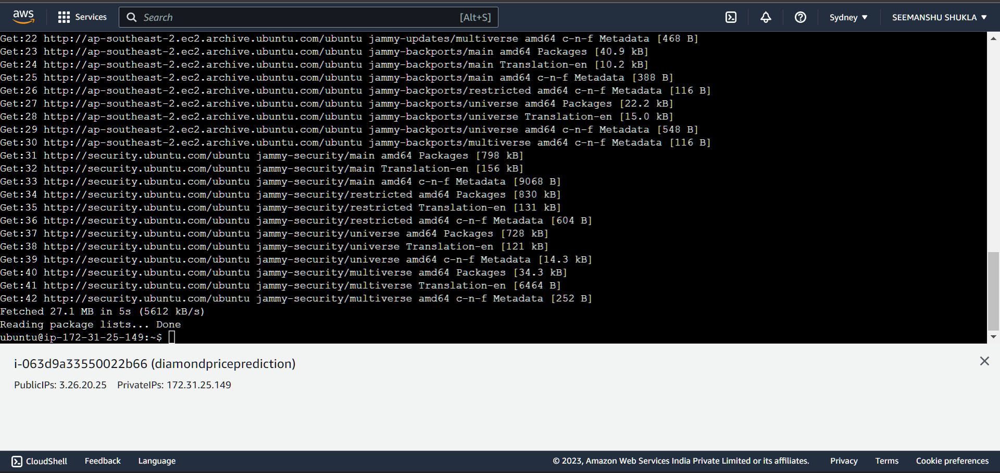 aws Services Search [Alt+S] Sydney ▼ SEEMANSHU SHUKLA ▼
Get:22 http://ap-southeast-2.ec2.archive.ubuntu.com/ubuntu jammy-updates/multiverse amd64 c-n-f Metadata [468 B]
Get:23 http://ap-southeast-2.ec2.archive.ubuntu.com/ubuntu jammy-backports/main amd64 Packages [40.9 kB]
Get:24 http://ap-southeast-2.ec2.archive.ubuntu.com/ubuntu jammy-backports/main Translation-en [10.2 kB]
Get:25 http://ap-southeast-2.ec2.archive.ubuntu.com/ubuntu jammy-backports/main amd64 c-n-f Metadata [388 B]
Get:26 http://ap-southeast-2.ec2.archive.ubuntu.com/ubuntu jammy-backports/restricted amd64 c-n-f Metadata [116 B]
Get:27 http://ap-southeast-2.ec2.archive.ubuntu.com/ubuntu jammy-backports/universe amd64 Packages [22.2 kB]
Get:28 http://ap-southeast-2.ec2.archive.ubuntu.com/ubuntu jammy-backports/universe Translation-en [15.0 kB]
Get:29 http://ap-southeast-2.ec2.archive.ubuntu.com/ubuntu jammy-backports/universe amd64 c-n-f Metadata [548 B]
Get:30 http://ap-southeast-2.ec2.archive.ubuntu.com/ubuntu jammy-backports/multiverse amd64 c-n-f Metadata [116 B]
Get:31 http://security.ubuntu.com/ubuntu jammy-security/main amd64 Packages [798 kB]
Get:32 http://security.ubuntu.com/ubuntu jammy-security/main Translation-en [156 kB]
Get:33 http://security.ubuntu.com/ubuntu jammy-security/main amd64 c-n-f Metadata [9068 B]
Get:34 http://security.ubuntu.com/ubuntu jammy-security/restricted amd64 Packages [830 kB]
Get:35 http://security.ubuntu.com/ubuntu jammy-security/restricted Translation-en [131 kB]
Get:36 http://security.ubuntu.com/ubuntu jammy-security/restricted amd64 c-n-f Metadata [604 B]
Get:37 http://security.ubuntu.com/ubuntu jammy-security/universe amd64 Packages [728 kB]
Get:38 http://security.ubuntu.com/ubuntu jammy-security/universe Translation-en [121 kB]
Get:39 http://security.ubuntu.com/ubuntu jammy-security/universe amd64 c-n-f Metadata [14.3 kB]
Get:40 http://security.ubuntu.com/ubuntu jammy-security/multiverse amd64 Packages [34.3 kB]
Get:41 http://security.ubuntu.com/ubuntu jammy-security/multiverse Translation-en [6464 B]
Get:42 http://security.ubuntu.com/ubuntu jammy-security/multiverse amd64 c-n-f Metadata [252 B]
Fetched 27.1 MB in 5s (5612 kB/s)
Reading package lists... Done
ubuntu@ip-172-31-25-149:~$
i-063d9a33550022b66 (diamondpriceprediction)
PublicIPs: 3.26.20.25 PrivateIPs: 172.31.25.149
CloudShell Feedback Language © 2023, Amazon Web Services India Private Limited or its affiliates. Privacy Terms Cookie preferences